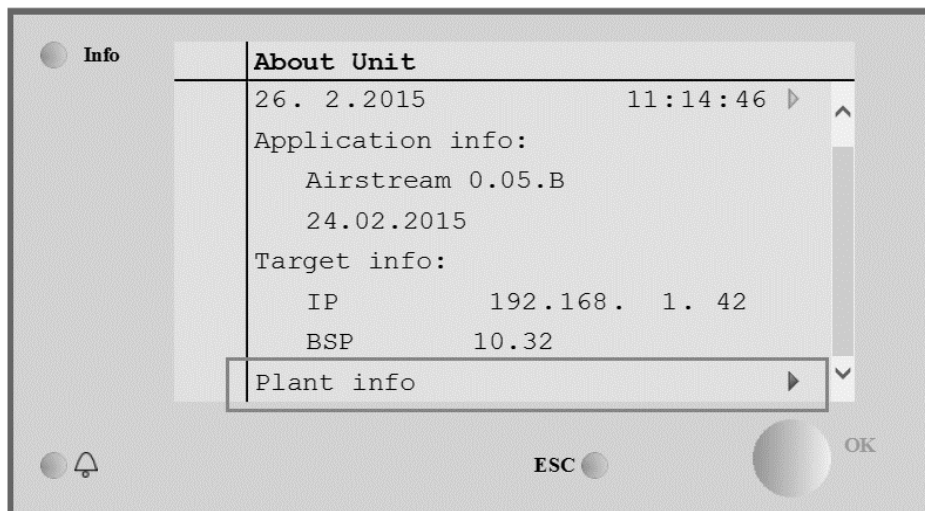 Info
About Unit
26. 2.2015 11:14:46
Application info:
Airstream 0.05.B
24.02.2015
Target info:
IP 192.168. 1. 42
BSP 10.32
Plant info
OK
ESC